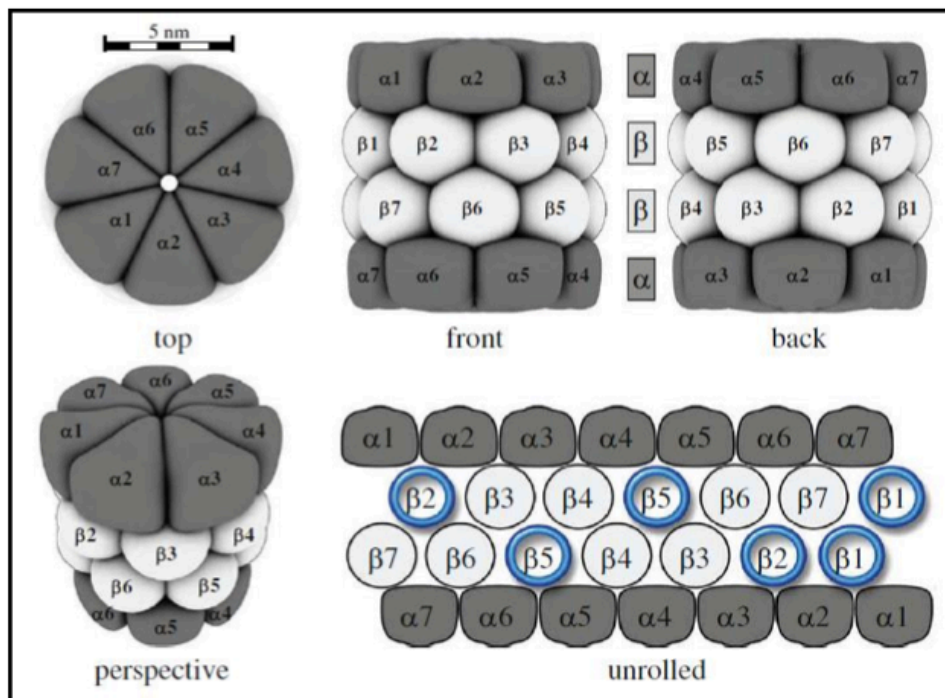 5 nm
α6 α5
α7 α4
α1 α3
α2
top
α1 α2 α3
β1 β2 β3 β4
β7 β6 β5
α7 α6 α5 α4
front
α
β
β
α
α4 α5 α6 α7
β5 β6 β7
β4 β3 β2 β1
α3 α2 α1
back
α6
α7 α5
α1 α4
α2 α3
β2 β4
β3
β6 β5
α6 α4
α5
perspective
α1 α2 α3 α4 α5 α6 α7
β2 β3 β4 β5 β6 β7 β1
β7 β6 β5 β4 β3 β2 β1
α7 α6 α5 α4 α3 α2 α1
unrolled